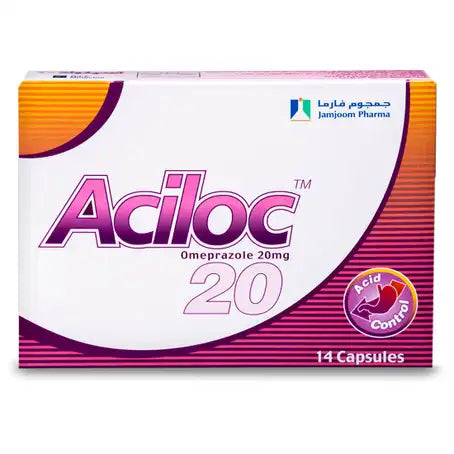 جمجوم فارما
Jamjoom Pharma
Aciloc™
Omeprazole 20mg
20
Acid
Control
14 Capsules